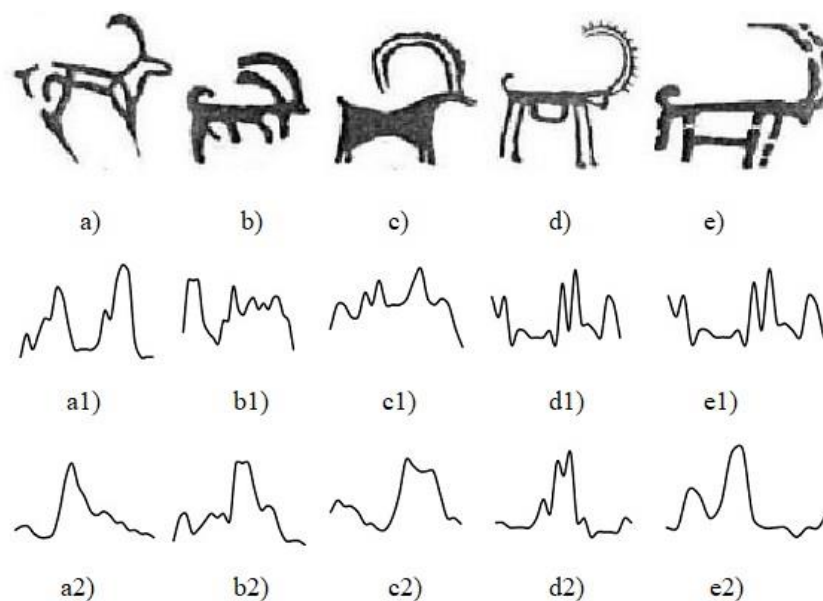 a) b) c) d) e)
a1) b1) c1) d1) e1)
a2) b2) c2) d2) e2)